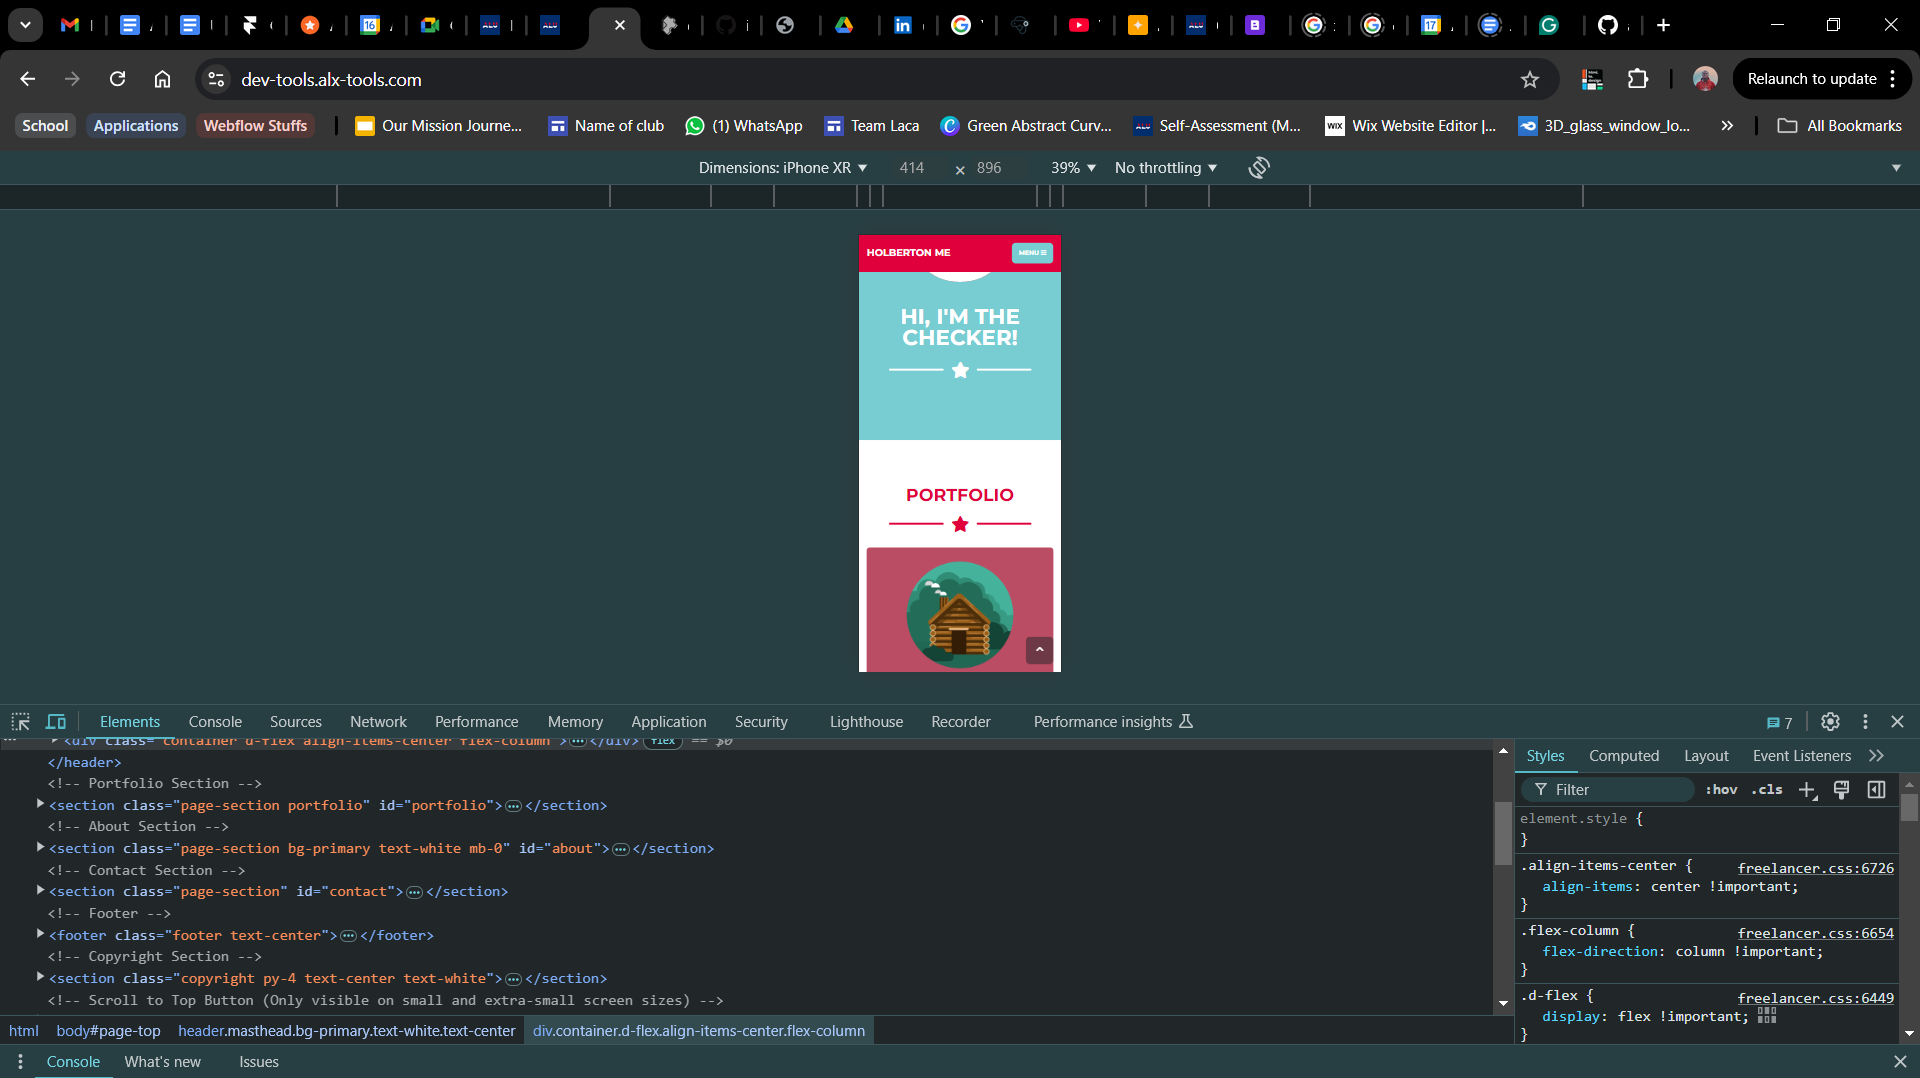 dev-tools.alx-tools.com
Relaunch to update
School
Applications
Webflow Stuffs
Our Mission Journe...
Name of club
(1) WhatsApp
Team Laca
Green Abstract Curv...
Self-Assessment (M...
WIX
Wix Website Editor |...
3D_glass_window_lo...
All Bookmarks
Dimensions: iPhone XR
414
×
896
39%
No throttling
HOLBERTON ME
MENU
HI, I'M THE
CHECKER!
PORTFOLIO
Elements
Console
Sources
Network
Performance
Memory
Application
Security
Lighthouse
Recorder
Performance insights
7
<div class="container d-flex align-items-center flex-column">…</div> flex == $0
</header>
<!-- Portfolio Section -->
<section class="page-section portfolio" id="portfolio">…</section>
<!-- About Section -->
<section class="page-section bg-primary text-white mb-0" id="about">…</section>
<!-- Contact Section -->
<section class="page-section" id="contact">…</section>
<!-- Footer -->
<footer class="footer text-center">…</footer>
<!-- Copyright Section -->
<section class="copyright py-4 text-center text-white">…</section>
<!-- Scroll to Top Button (Only visible on small and extra-small screen sizes) -->
html
body#page-top
header.masthead.bg-primary.text-white.text-center
div.container.d-flex.align-items-center.flex-column
Styles
Computed
Layout
Event Listeners
Filter
:hov
.cls
element.style {
}
.align-items-center {
freelancer.css:6726
align-items: center !important;
}
.flex-column {
freelancer.css:6654
flex-direction: column !important;
}
.d-flex {
freelancer.css:6449
display: flex !important;
}
Console
What's new
Issues